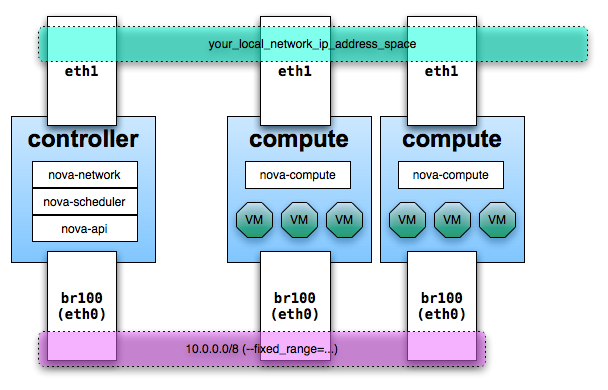 your_local_network_ip_address_space
eth1
eth1
eth1
controller
compute
compute
nova-network
nova-compute
nova-compute
nova-scheduler
nova-api
VM
VM
VM
VM
VM
VM
br100
(eth0)
br100
(eth0)
br100
(eth0)
10.0.0.0/8 (--fixed_range=...)